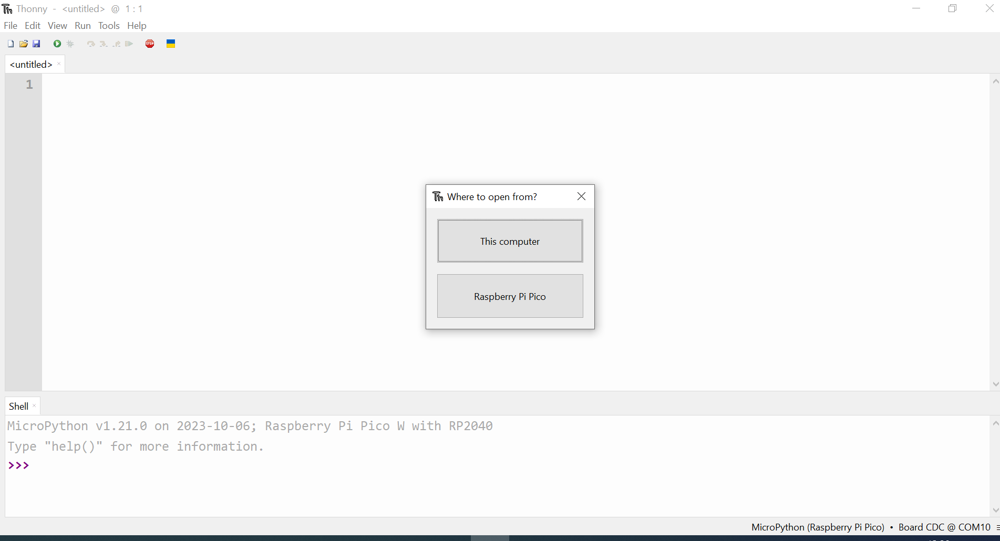 Thonny - <untitled> @ 1 : 1
File Edit View Run Tools Help
STOP
<untitled>
1
Where to open from?
This computer
Raspberry Pi Pico
Shell
MicroPython v1.21.0 on 2023-10-06; Raspberry Pi Pico W with RP2040
Type "help()" for more information.
>>>
MicroPython (Raspberry Pi Pico) • Board CDC @ COM10 ≡